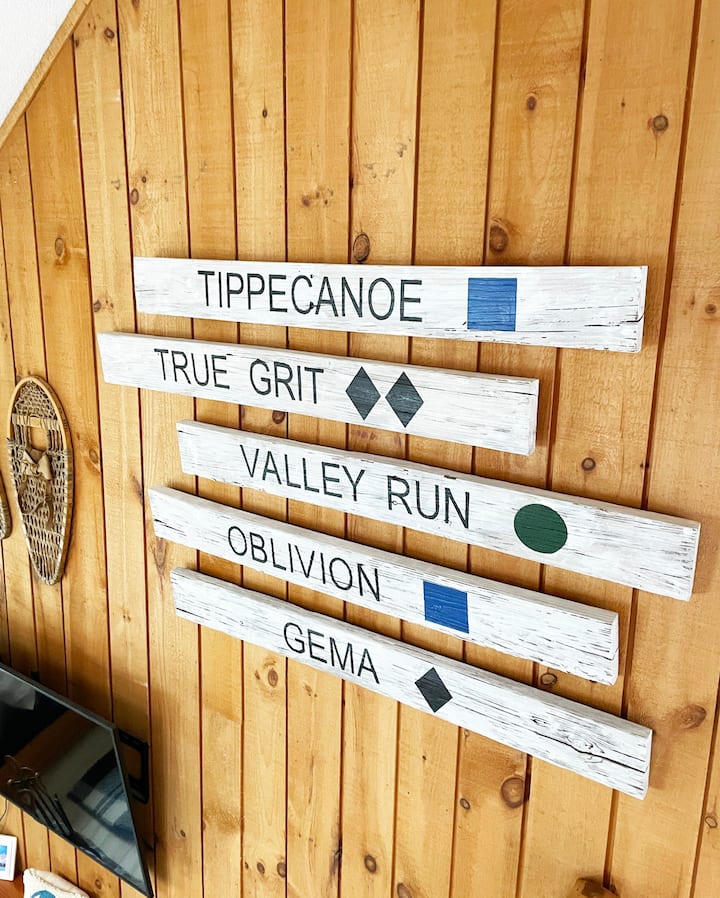 TIPPECANOE
TRUE GRIT
VALLEY RUN
OBLIVION
GEMA